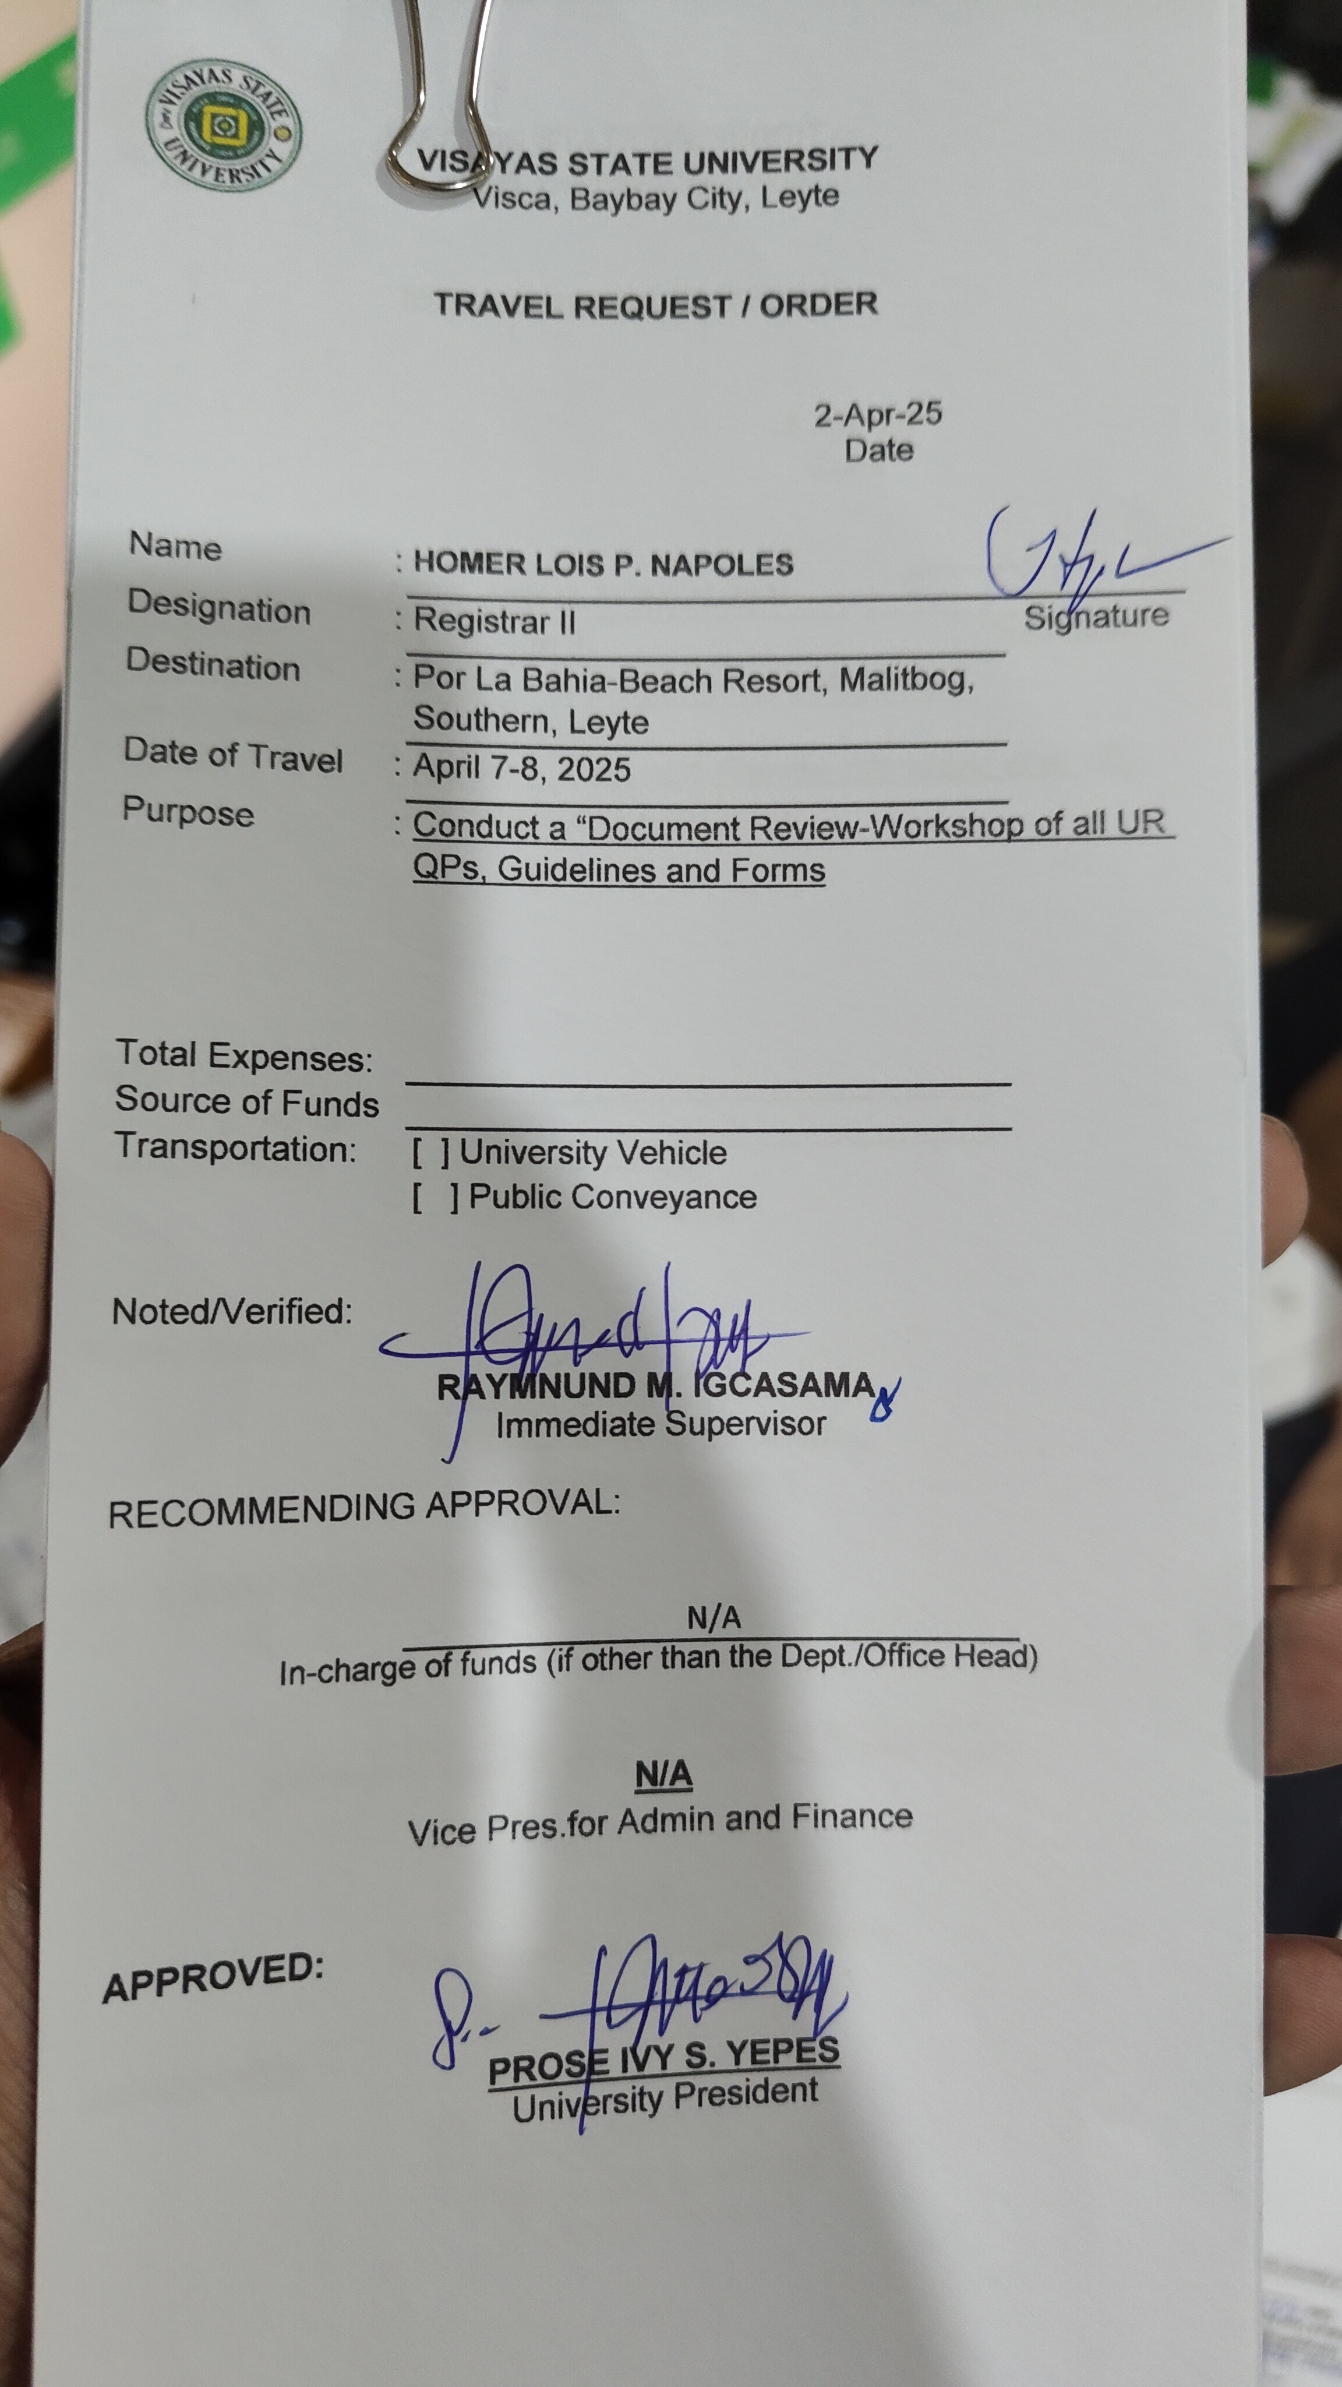 VISAYAS STATE UNIVERSITY
VISAYAS STATE UNIVERSITY
Visca, Baybay City, Leyte
TRAVEL REQUEST / ORDER
2-Apr-25
Date
Name : HOMER LOIS P. NAPOLES
Signature
Designation : Registrar II
Destination : Por La Bahia-Beach Resort, Malitbog,
Southern, Leyte
Date of Travel : April 7-8, 2025
Purpose : Conduct a “Document Review-Workshop of all UR
QPs, Guidelines and Forms
Total Expenses:
Source of Funds
Transportation: [ ] University Vehicle
[ ] Public Conveyance
Noted/Verified:
RAYMNUND M. IGCASAMA
Immediate Supervisor
RECOMMENDING APPROVAL:
N/A
In-charge of funds (if other than the Dept./Office Head)
N/A
Vice Pres.for Admin and Finance
APPROVED:
PROSE IVY S. YEPES
University President